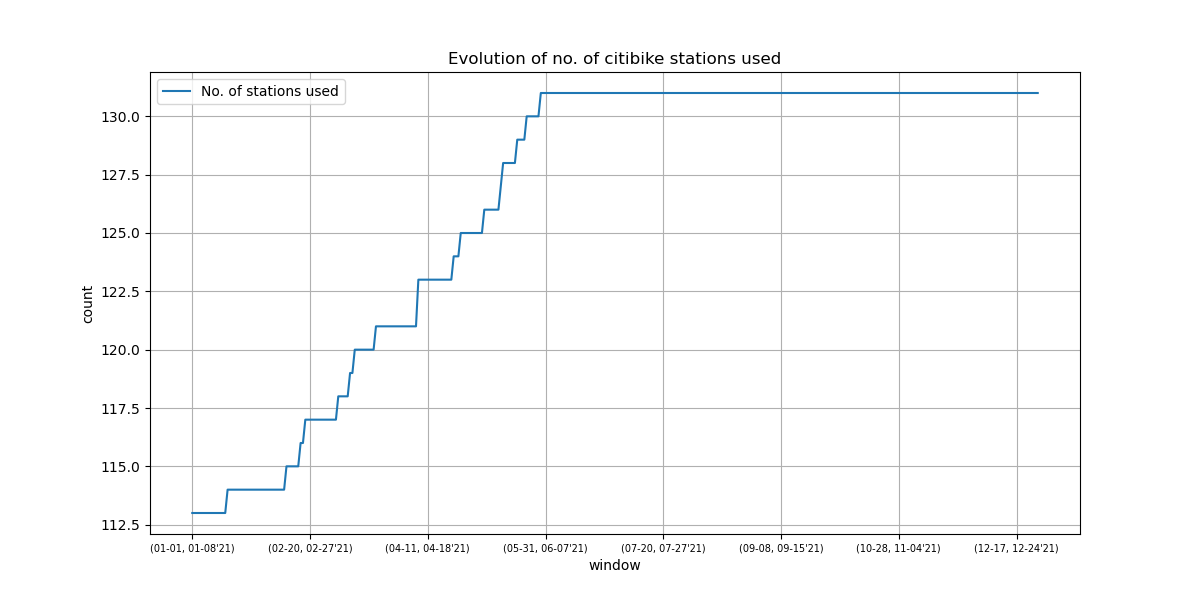 Evolution of no. of citibike stations used
No. of stations used
130.0
127.5
125.0
122.5
120.0
117.5
115.0
112.5
count
(01-01, 01-08'21) (02-20, 02-27'21) (04-11, 04-18'21) (05-31, 06-07'21) (07-20, 07-27'21) (09-08, 09-15'21) (10-28, 11-04'21) (12-17, 12-24'21)
window